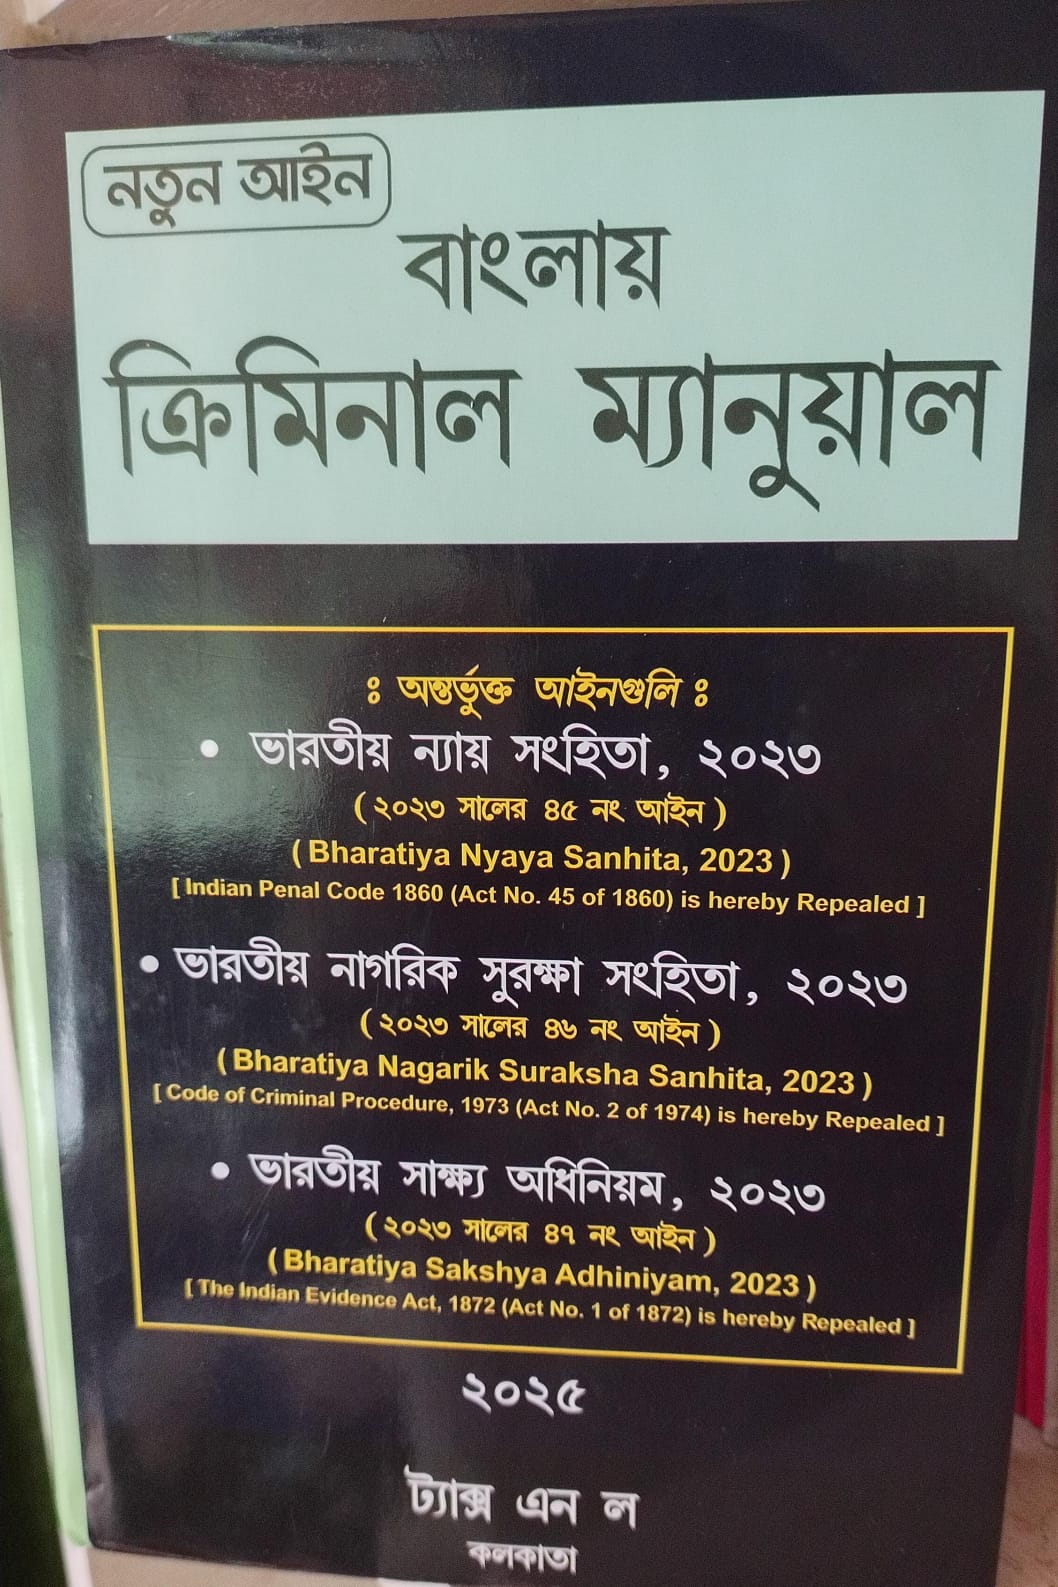 নতুন আইন
বাংলায়
ক্রিমিনাল ম্যানুয়াল
ঃ অন্তর্ভুক্ত আইনগুলি ঃ
• ভারতীয় ন্যায় সংহিতা, ২০২৩
( ২০২৩ সালের ৪৫ নং আইন )
( Bharatiya Nyaya Sanhita, 2023 )
[ Indian Penal Code 1860 (Act No. 45 of 1860) is hereby Repealed ]
• ভারতীয় নাগরিক সুরক্ষা সংহিতা, ২০২৩
( ২০২৩ সালের ৪৬ নং আইন )
( Bharatiya Nagarik Suraksha Sanhita, 2023 )
[ Code of Criminal Procedure, 1973 (Act No. 2 of 1974) is hereby Repealed ]
• ভারতীয় সাক্ষ্য অধিনিয়ম, ২০২৩
( ২০২৩ সালের ৪৭ নং আইন )
( Bharatiya Sakshya Adhiniyam, 2023 )
[ The Indian Evidence Act, 1872 (Act No. 1 of 1872) is hereby Repealed ]
২০২৫
ট্যাক্স এন ল
কলকাতা